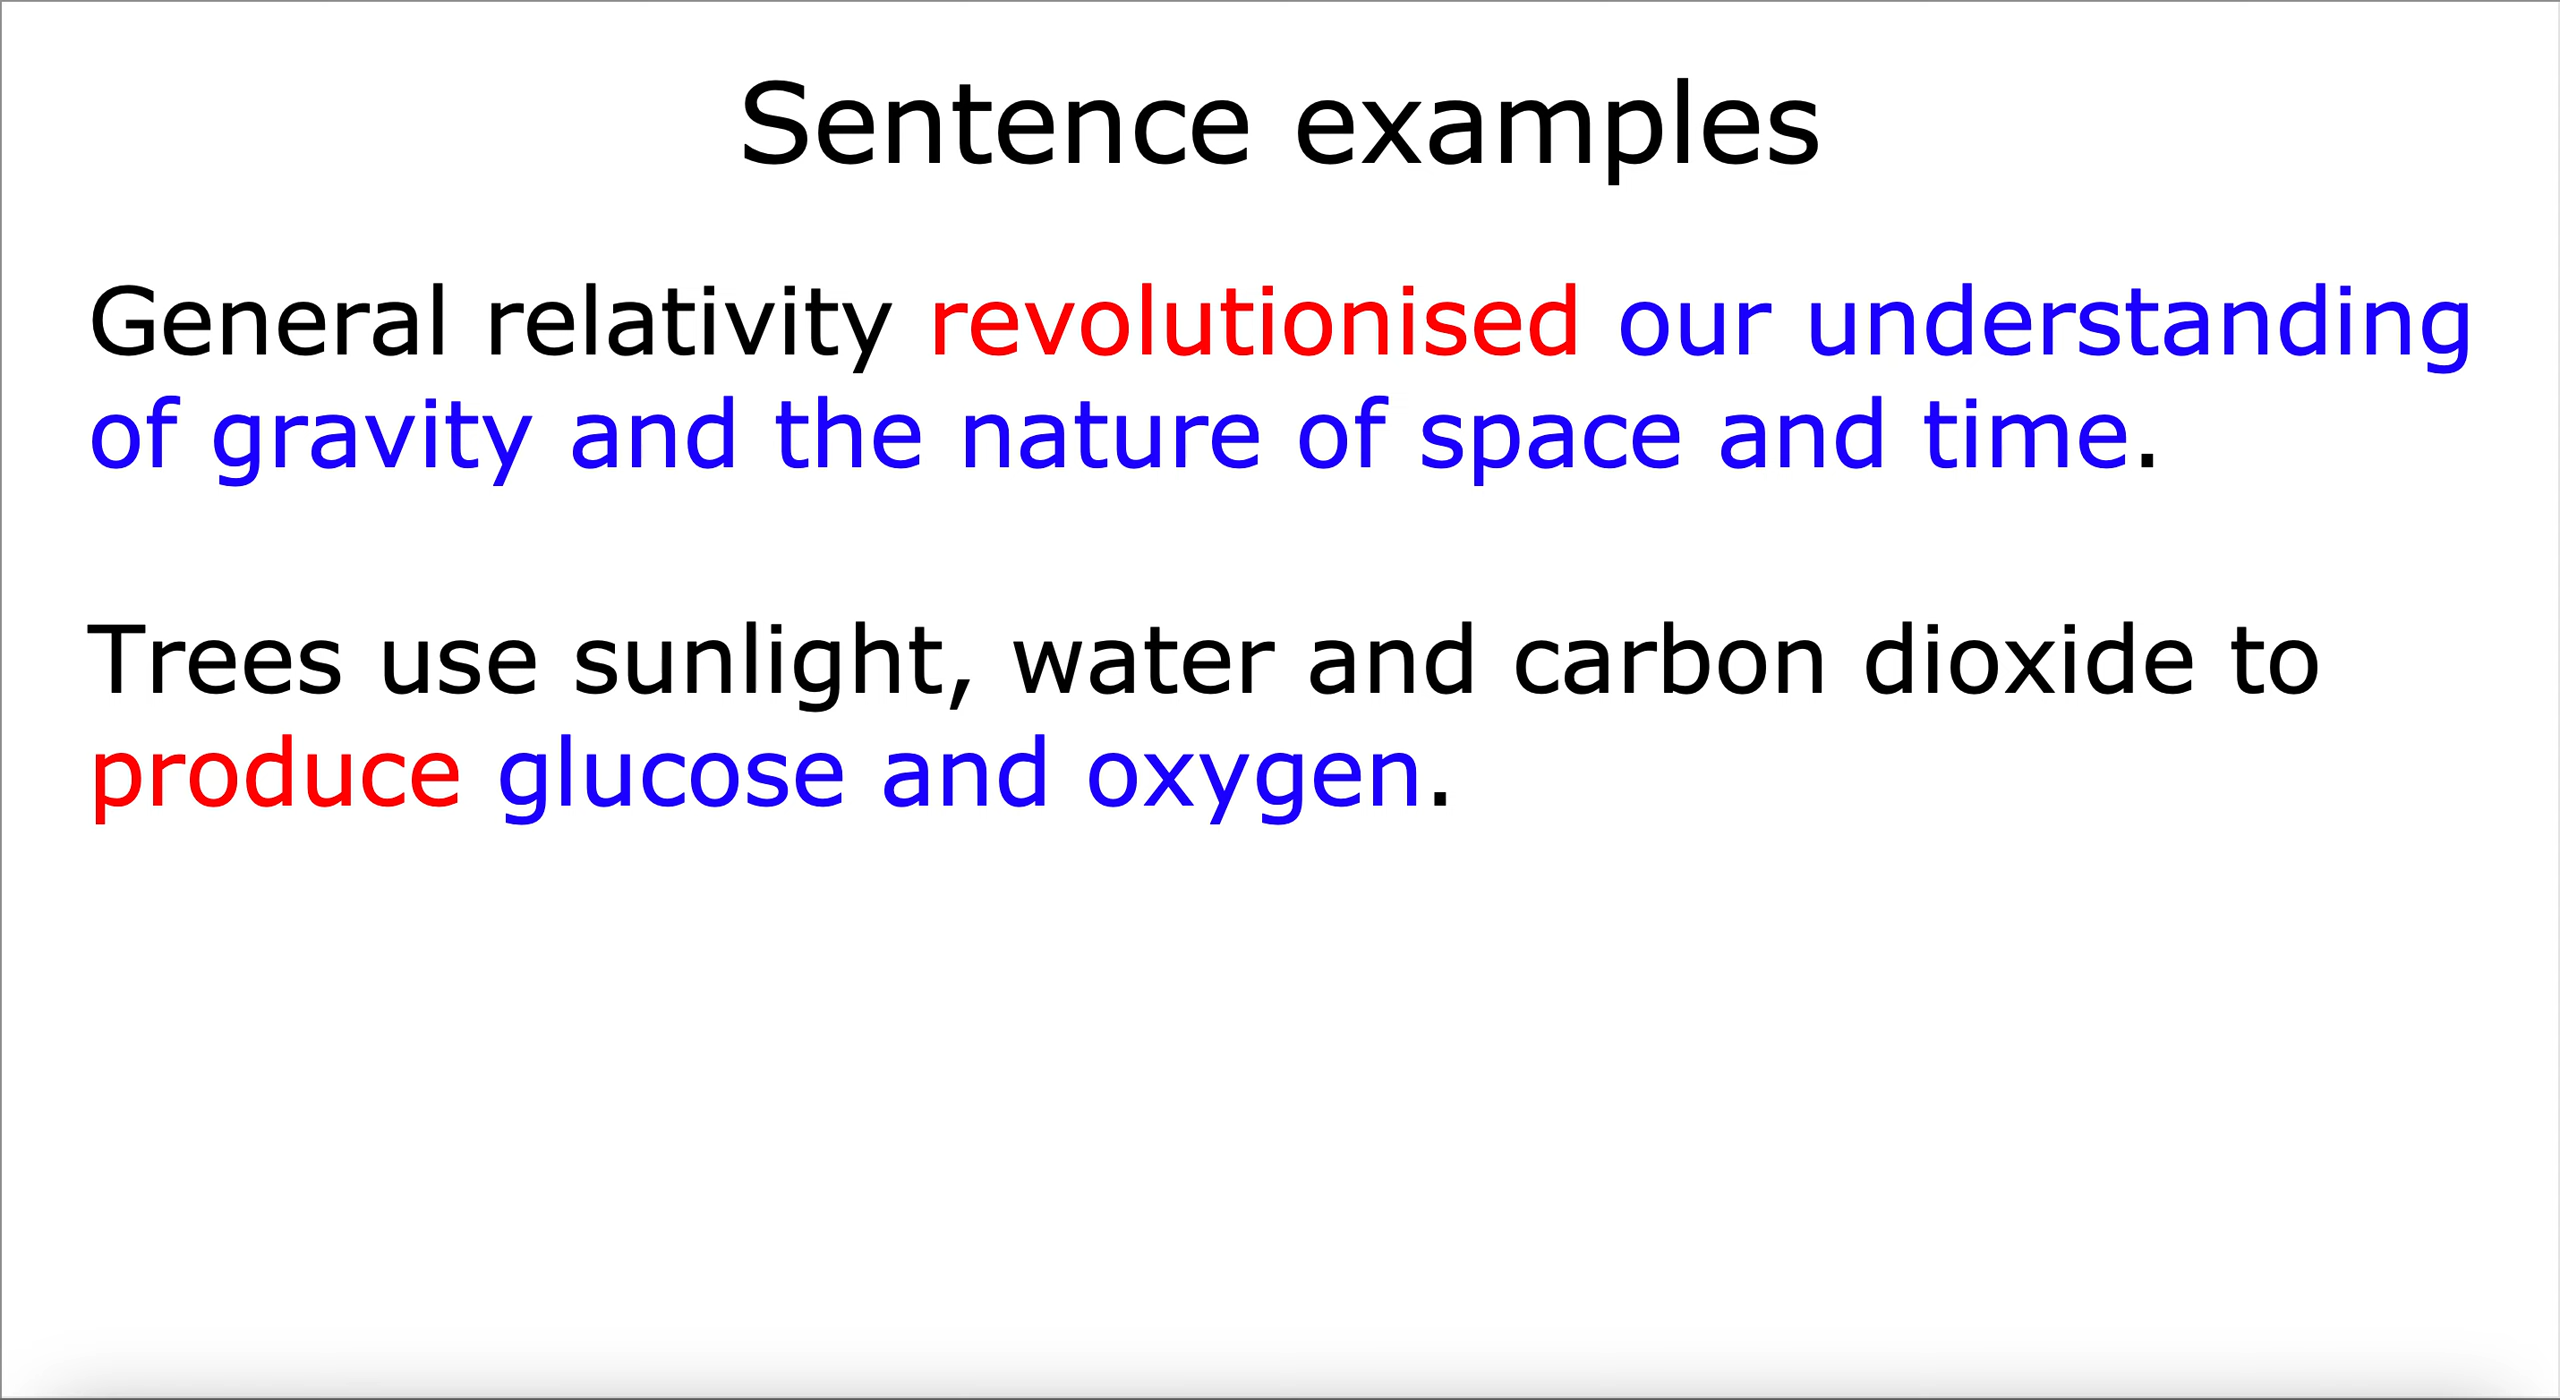 Sentence examples
General relativity revolutionised our understanding
of gravity and the nature of space and time.
Trees use sunlight, water and carbon dioxide to
produce glucose and oxygen.